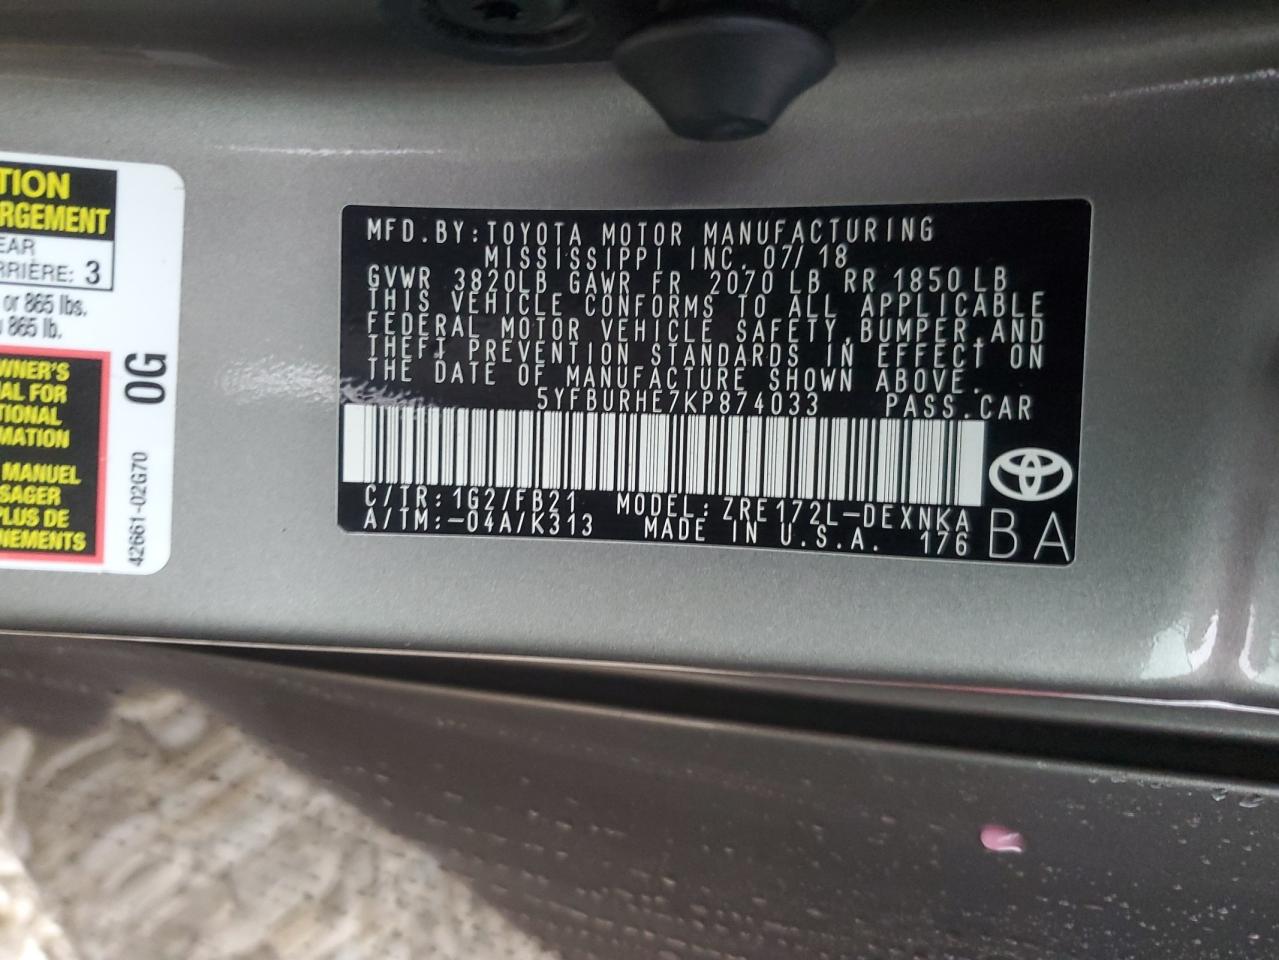 TION
RGEMENT
EAR
RRIÈRE: 3
or 865 lbs.
865 lb.
WNER'S
AL FOR
TIONAL
MATION
MANUEL
SAGER
PLUS DE
NEMENTS
0G
42661-02G70
MFD.BY:TOYOTA MOTOR MANUFACTURING
MISSISSIPPI INC.07/18
GVWR 3820LB GAWR FR 2070 LB RR 1850 LB
THIS VEHICLE CONFORMS TO ALL APPLICABLE
FEDERAL MOTOR VEHICLE SAFETY,BUMPER,AND
THEFT PREVENTION STANDARDS IN EFFECT ON
THE DATE OF MANUFACTURE SHOWN ABOVE.
5YFBURHE7KP874033 PASS.CAR
C/TR:1G2/FB21 MODEL:ZRE172L-DEXNKA
A/TM:-04A/K313 MADE IN U.S.A. 176
BA